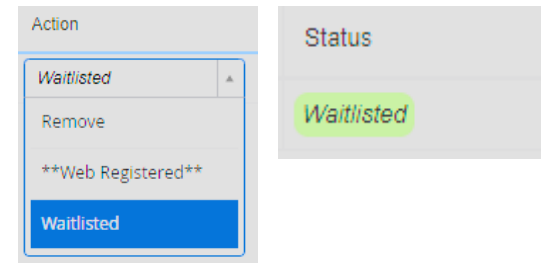 Action
Waitlisted
Remove
**Web Registered**
Waitlisted
Status
Waitlisted